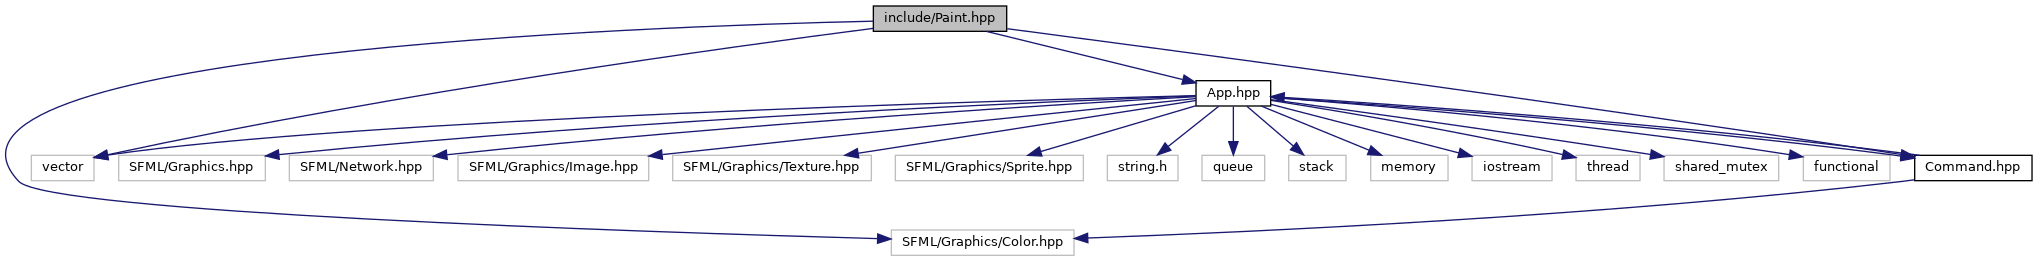 include/Paint.hpp
App.hpp
vector
SFML/Graphics.hpp
SFML/Network.hpp
SFML/Graphics/Image.hpp
SFML/Graphics/Texture.hpp
SFML/Graphics/Sprite.hpp
string.h
queue
stack
memory
iostream
thread
shared_mutex
functional
Command.hpp
SFML/Graphics/Color.hpp